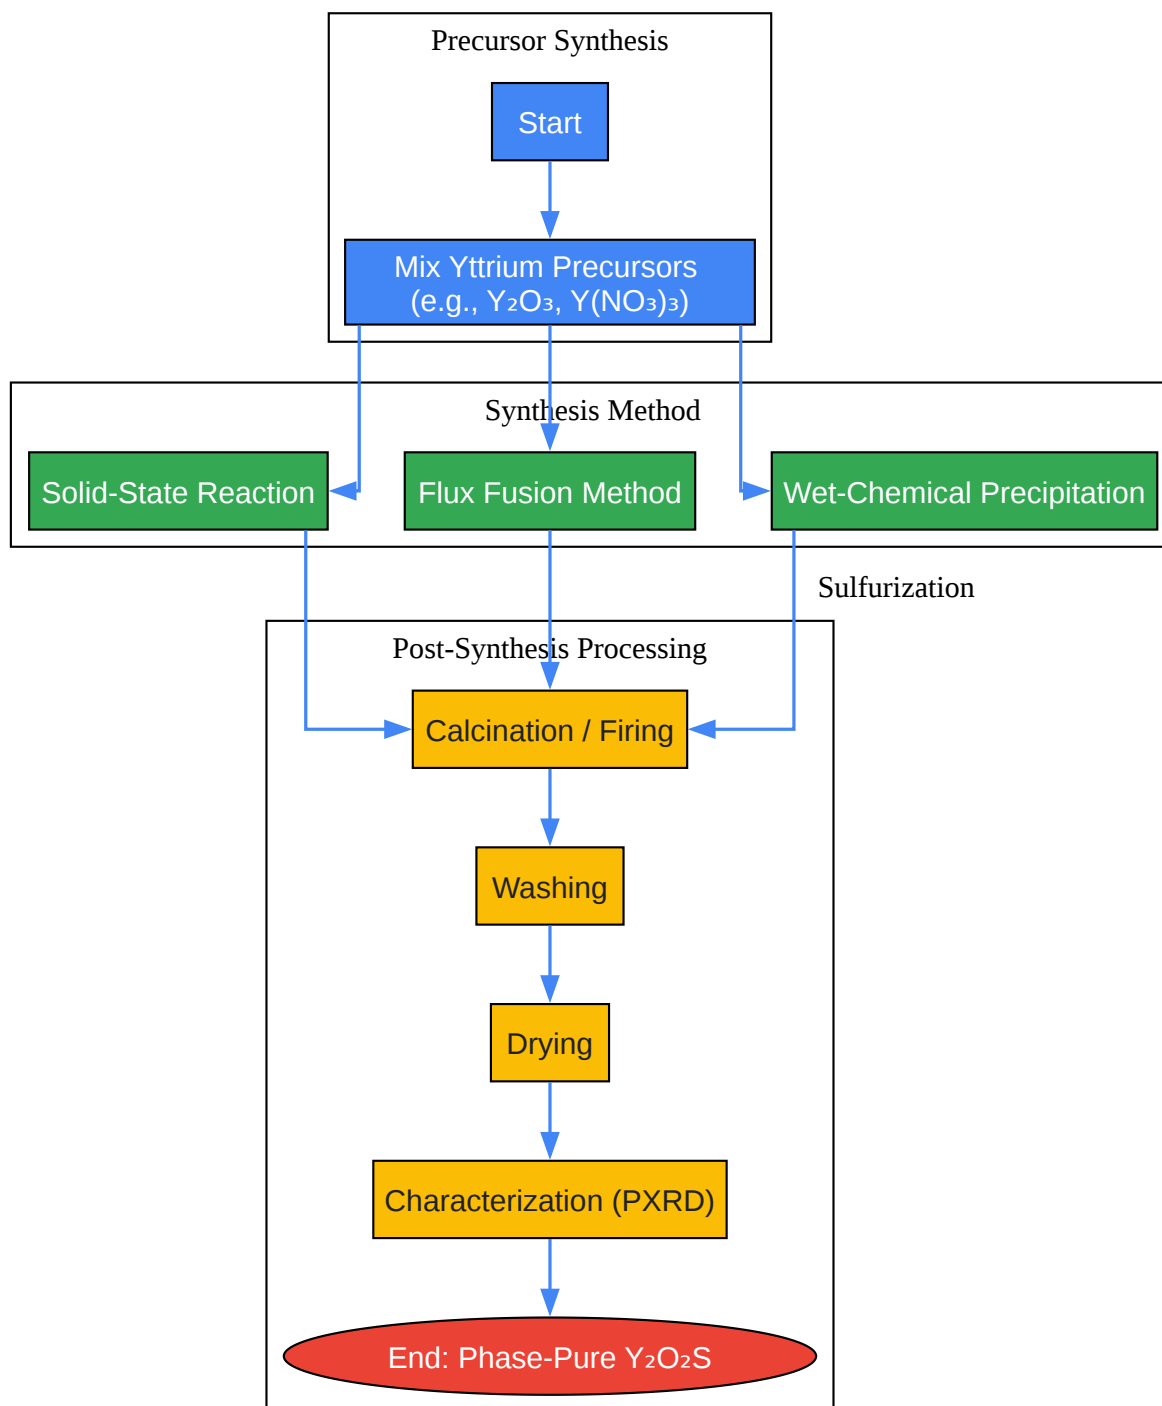 Precursor Synthesis
Start
Mix Yttrium Precursors
(e.g., Y₂O₃, Y(NO₃)₃)
Synthesis Method
Solid-State Reaction
Flux Fusion Method
Wet-Chemical Precipitation
Sulfurization
Post-Synthesis Processing
Calcination / Firing
Washing
Drying
Characterization (PXRD)
End: Phase-Pure Y₂O₂S